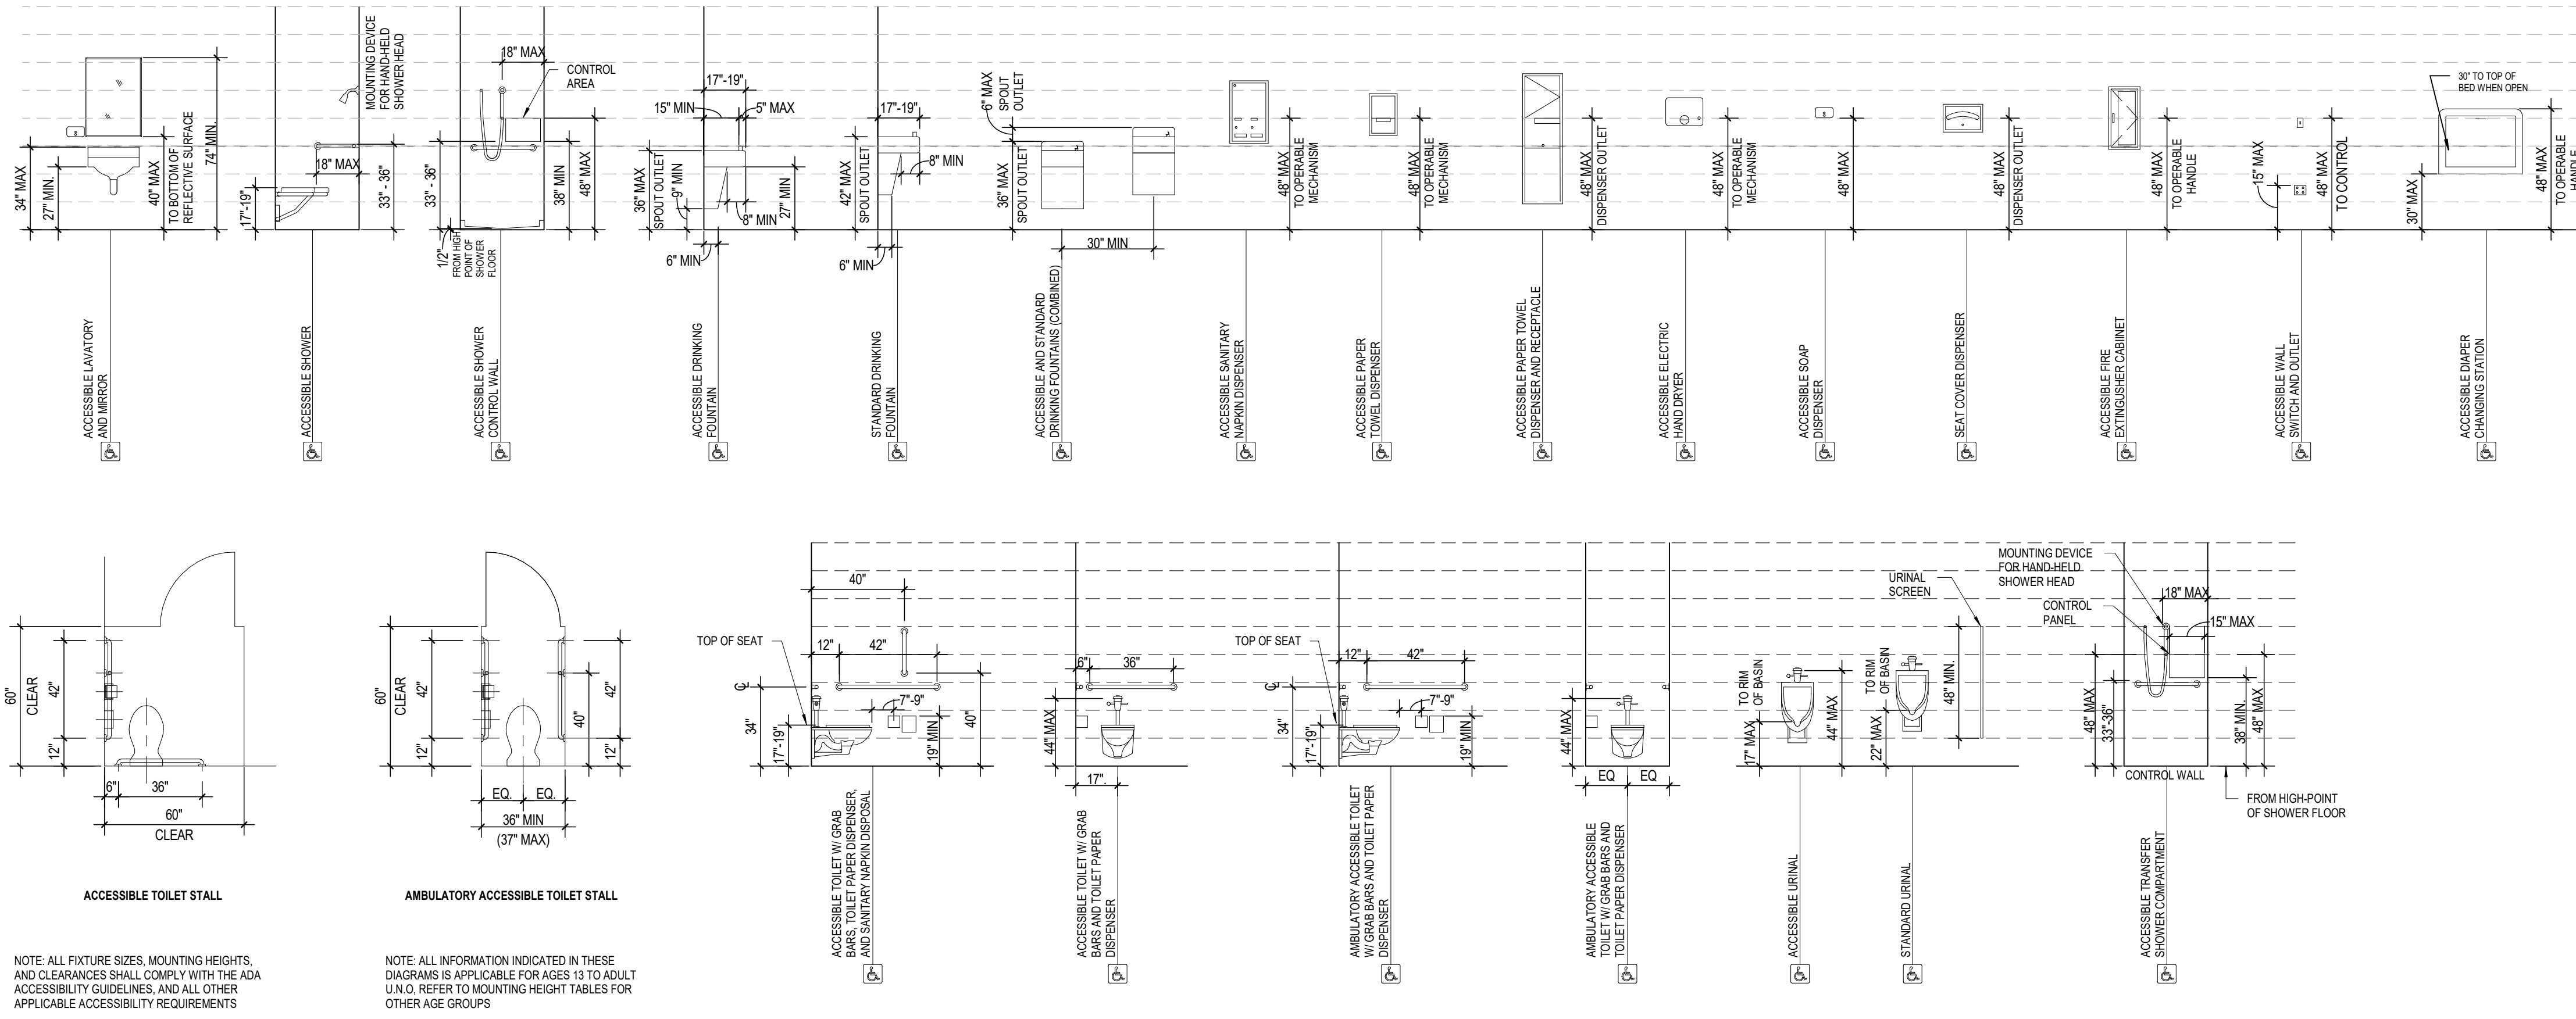 34" MAX
27" MIN.
40" MAX
TO BOTTOM OF
REFLECTIVE SURFACE
74" MIN.
ACCESSIBLE LAVATORY
AND MIRROR
MOUNTING DEVICE
FOR HAND-HELD
SHOWER HEAD
18" MAX
17"-19"
33" - 36"
ACCESSIBLE SHOWER
18" MAX
CONTROL
AREA
33" - 36"
38" MIN
48" MAX
1/2"
FROM HIGH
POINT OF
SHOWER
FLOOR
ACCESSIBLE SHOWER
CONTROL WALL
17"-19"
15" MIN
5" MAX
36" MAX
SPOUT OUTLET
9" MIN
8" MIN
27" MIN
6" MIN
ACCESSIBLE DRINKING
FOUNTAIN
17"-19"
42" MAX
SPOUT OUTLET
8" MIN
6" MIN
STANDARD DRINKING
FOUNTAIN
6" MAX
SPOUT
OUTLET
36" MAX
SPOUT OUTLET
30" MIN
ACCESSIBLE AND STANDARD
DRINKING FOUNTAINS (COMBINED)
48" MAX
TO OPERABLE
MECHANISM
ACCESSIBLE SANITARY
NAPKIN DISPENSER
48" MAX
TO OPERABLE
MECHANISM
ACCESSIBLE PAPER
TOWEL DISPENSER
48" MAX
DISPENSER OUTLET
ACCESSIBLE PAPER TOWEL
DISPENSER AND RECEPTACLE
48" MAX
TO OPERABLE
MECHANISM
ACCESSIBLE ELECTRIC
HAND DRYER
48" MAX
ACCESSIBLE SOAP
DISPENSER
48" MAX
DISPENSER OUTLET
SEAT COVER DISPENSER
48" MAX
TO OPERABLE
HANDLE
ACCESSIBLE FIRE
EXTINGUSHER CABIINET
15" MAX
48" MAX
TO CONTROL
ACCESSIBLE WALL
SWITCH AND OUTLET
30" TO TOP OF
BED WHEN OPEN
30" MAX
48" MAX
TO OPERABLE
HANDLE
ACCESSIBLE DIAPER
CHANGING STATION
60"
CLEAR
42"
12"
6"
36"
60"
CLEAR
ACCESSIBLE TOILET STALL
60"
CLEAR
42"
12"
40"
42"
12"
EQ.
EQ.
36" MIN
(37" MAX)
AMBULATORY ACCESSIBLE TOILET STALL
40"
TOP OF SEAT
12"
42"
34"
17"-19"
7"-9"
19" MIN
40"
ACCESSIBLE TOILET W/ GRAB
BARS, TOILET PAPER DISPENSER,
AND SANITARY NAPKIN DISPOSAL
6"
36"
44" MAX
17".
ACCESSIBLE TOILET W/ GRAB
BARS AND TOILET PAPER
DISPENSER
TOP OF SEAT
12"
42"
34"
17"-19"
7"-9"
19" MIN
AMBULATORY ACCESSIBLE TOILET
W/ GRAB BARS AND TOILET PAPER
DISPENSER
44" MAX
EQ
EQ
AMBULATORY ACCESSIBLE
TOILET W/ GRAB BARS AND
TOILET PAPER DISPENSER
TO RIM
OF BASIN
17" MAX
44" MAX
ACCESSIBLE URINAL
TO RIM
OF BASIN
22" MAX
URINAL
SCREEN
48" MIN.
STANDARD URINAL
MOUNTING DEVICE
FOR HAND-HELD
SHOWER HEAD
CONTROL
PANEL
18" MAX
15" MAX
48" MAX
33"-36"
38" MIN.
48" MAX
CONTROL WALL
FROM HIGH-POINT
OF SHOWER FLOOR
ACCESSIBLE TRANSFER
SHOWER COMPARTMENT
NOTE: ALL FIXTURE SIZES, MOUNTING HEIGHTS,
AND CLEARANCES SHALL COMPLY WITH THE ADA
ACCESSIBILITY GUIDELINES, AND ALL OTHER
APPLICABLE ACCESSIBILITY REQUIREMENTS
NOTE: ALL INFORMATION INDICATED IN THESE
DIAGRAMS IS APPLICABLE FOR AGES 13 TO ADULT
U.N.O, REFER TO MOUNTING HEIGHT TABLES FOR
OTHER AGE GROUPS